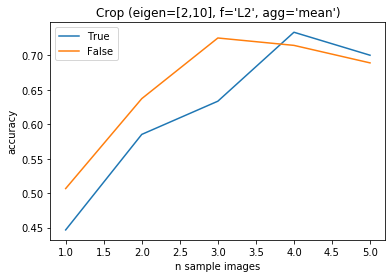 Crop (eigen=[2,10], f='L2', agg='mean')
True
False
accuracy
0.70
0.65
0.60
0.55
0.50
0.45
1.0 1.5 2.0 2.5 3.0 3.5 4.0 4.5 5.0
n sample images